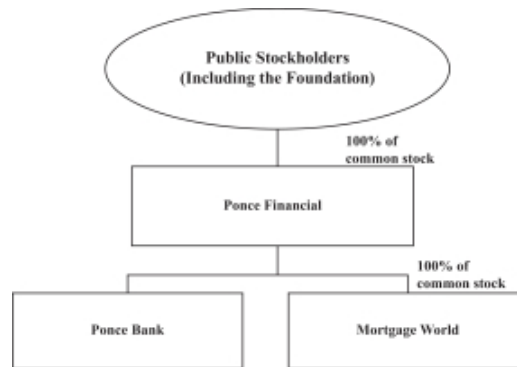 Public Stockholders
(Including the Foundation)
100% of
common stock
Ponce Financial
100% of
common stock
Ponce Bank
Mortgage World